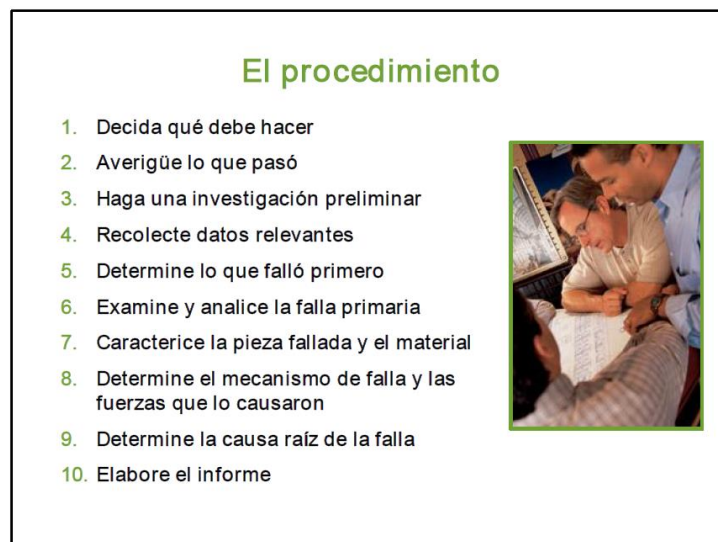 El procedimiento
1. Decida qué debe hacer
2. Averigüe lo que pasó
3. Haga una investigación preliminar
4. Recolecte datos relevantes
5. Determine lo que falló primero
6. Examine y analice la falla primaria
7. Caracterice la pieza fallada y el material
8. Determine el mecanismo de falla y las
fuerzas que lo causaron
9. Determine la causa raíz de la falla
10. Elabore el informe